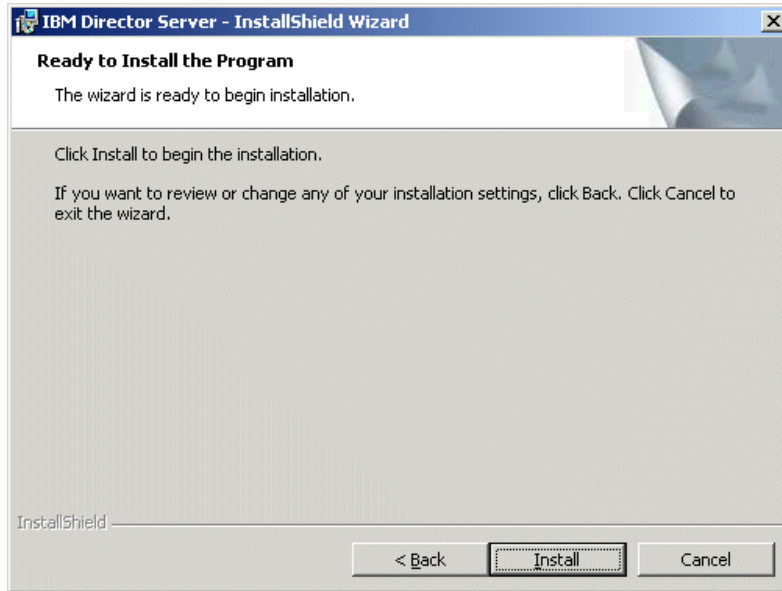 IBM Director Server - InstallShield Wizard
Ready to Install the Program
The wizard is ready to begin installation.
Click Install to begin the installation.
If you want to review or change any of your installation settings, click Back. Click Cancel to
exit the wizard.
InstallShield
< Back Install Cancel